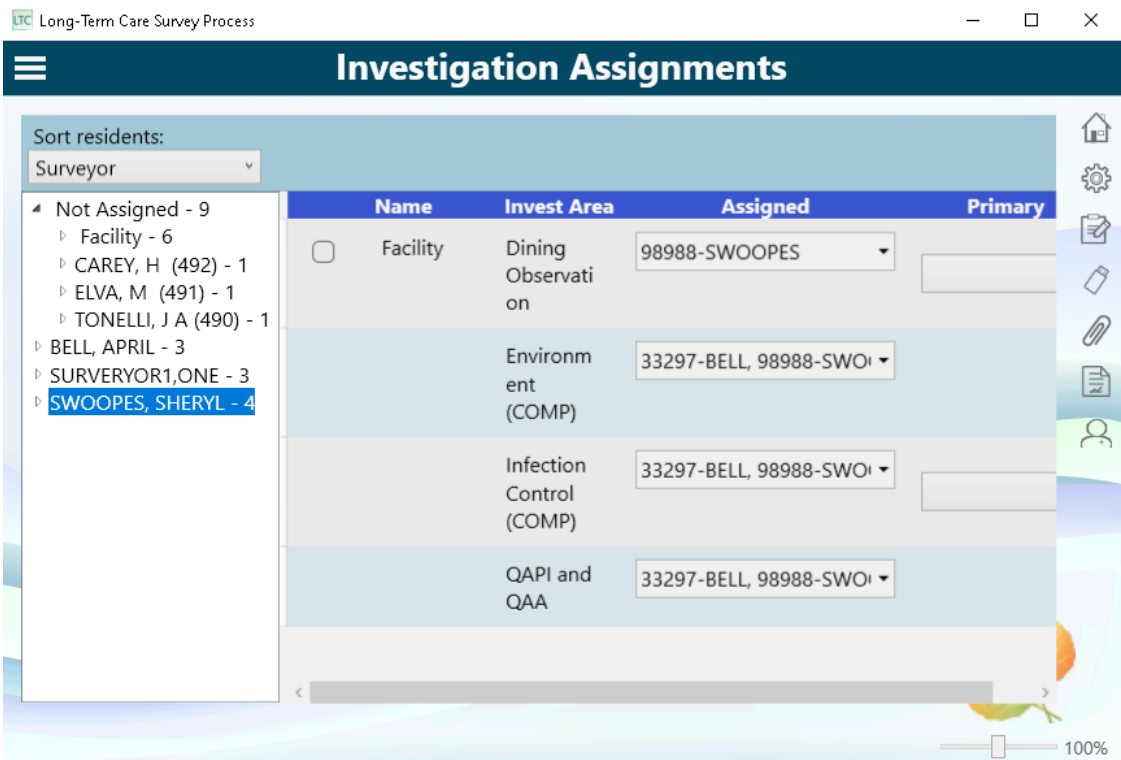 LTC Long-Term Care Survey Process
Investigation Assignments
Sort residents:
Surveyor
Not Assigned - 9
Facility - 6
CAREY, H (492) - 1
ELVA, M (491) - 1
TONELLI, J A (490) - 1
BELL, APRIL - 3
SURVERYOR1,ONE - 3
SWOOPES, SHERYL - 4
Name Invest Area Assigned Primary
Facility
Dining
Observati
on
98988-SWOOPES
Environm
ent
(COMP)
33297-BELL, 98988-SWO
Infection
Control
(COMP)
33297-BELL, 98988-SWO
QAPI and
QAA
33297-BELL, 98988-SWO
100%